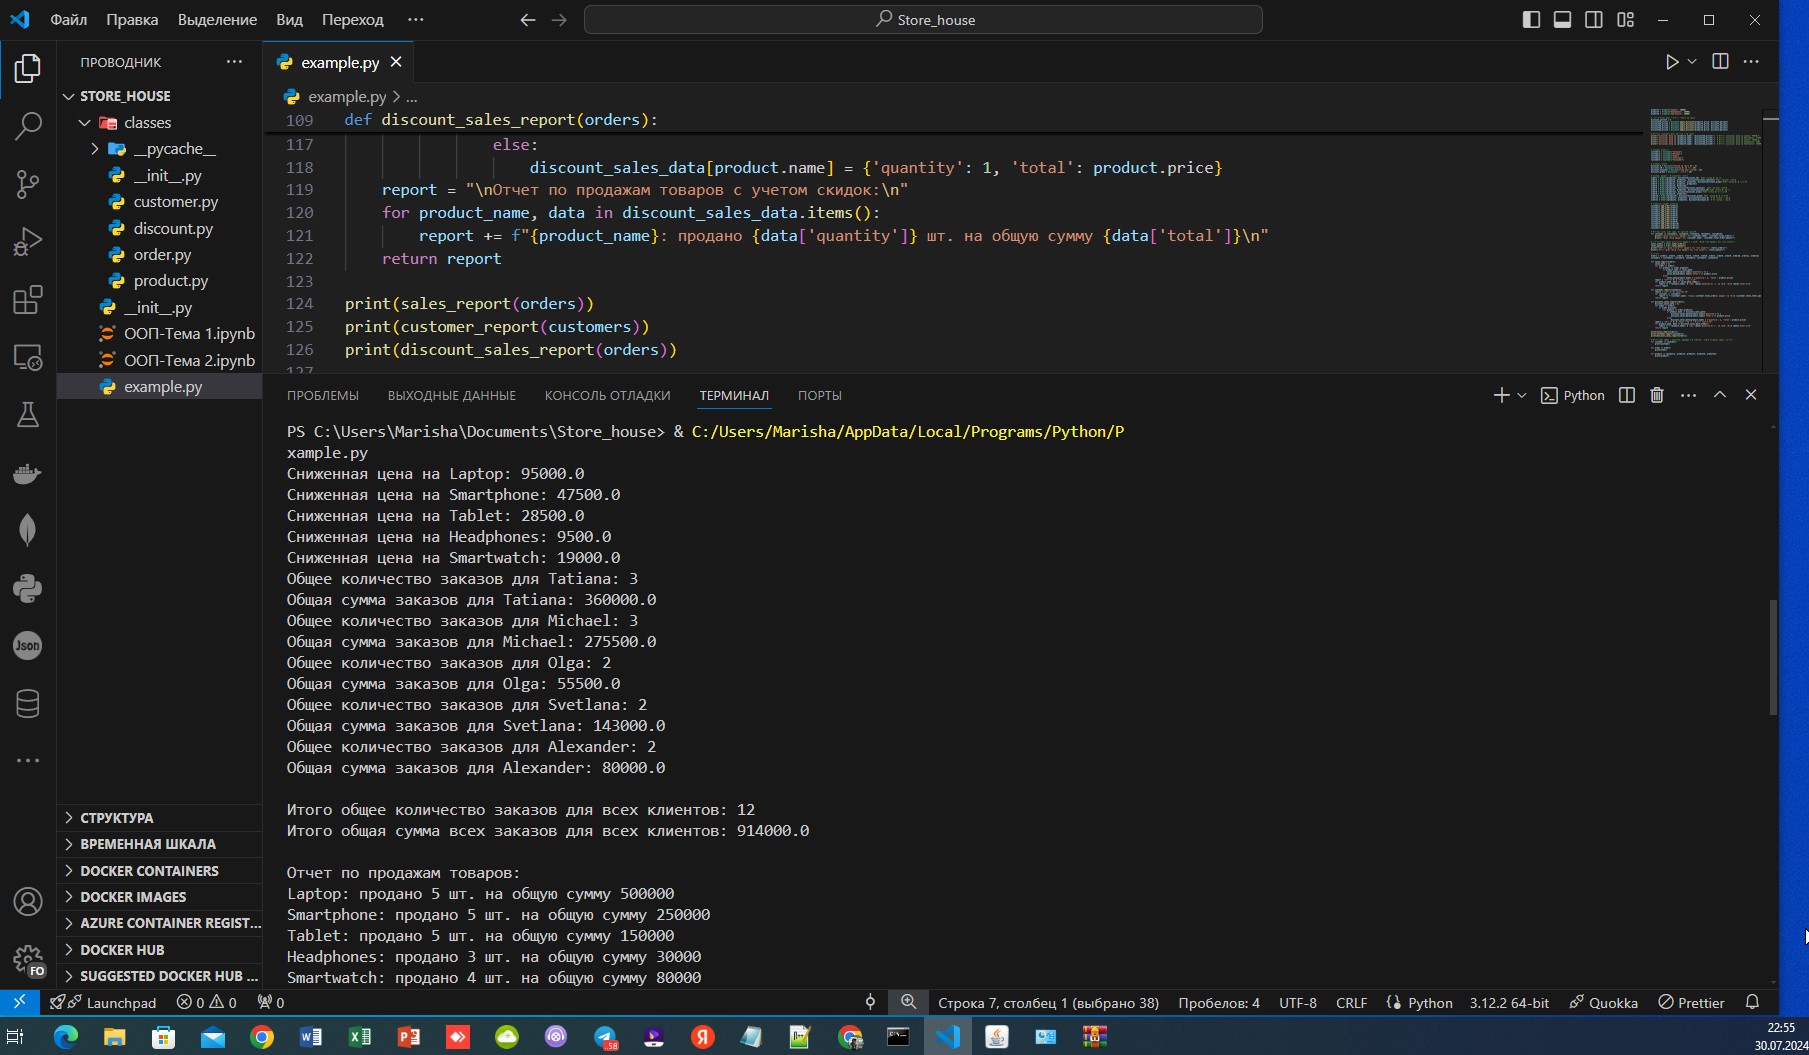 Файл Правка Выделение Вид Переход ··· Store_house
ПРОВОДНИК ···
STORE_HOUSE
classes
__pycache__
__init__.py
customer.py
discount.py
order.py
product.py
__init__.py
ООП-Тема 1.ipynb
ООП-Тема 2.ipynb
example.py
СТРУКТУРА
ВРЕМЕННАЯ ШКАЛА
DOCKER CONTAINERS
DOCKER IMAGES
AZURE CONTAINER REGIST...
DOCKER HUB
SUGGESTED DOCKER HUB ...
Json
FO
example.py
example.py > ...
109 def discount_sales_report(orders):
117 else:
118 discount_sales_data[product.name] = {'quantity': 1, 'total': product.price}
119 report = "\nОтчет по продажам товаров с учетом скидок:\n"
120 for product_name, data in discount_sales_data.items():
121 report += f"{product_name}: продано {data['quantity']} шт. на общую сумму {data['total']}\n"
122 return report
123
124 print(sales_report(orders))
125 print(customer_report(customers))
126 print(discount_sales_report(orders))
127
ПРОБЛЕМЫ ВЫХОДНЫЕ ДАННЫЕ КОНСОЛЬ ОТЛАДКИ ТЕРМИНАЛ ПОРТЫ Python
PS C:\Users\Marisha\Documents\Store_house> & C:/Users/Marisha/AppData/Local/Programs/Python/P
xample.py
Сниженная цена на Laptop: 95000.0
Сниженная цена на Smartphone: 47500.0
Сниженная цена на Tablet: 28500.0
Сниженная цена на Headphones: 9500.0
Сниженная цена на Smartwatch: 19000.0
Общее количество заказов для Tatiana: 3
Общая сумма заказов для Tatiana: 360000.0
Общее количество заказов для Michael: 3
Общая сумма заказов для Michael: 275500.0
Общее количество заказов для Olga: 2
Общая сумма заказов для Olga: 55500.0
Общее количество заказов для Svetlana: 2
Общая сумма заказов для Svetlana: 143000.0
Общее количество заказов для Alexander: 2
Общая сумма заказов для Alexander: 80000.0
Итого общее количество заказов для всех клиентов: 12
Итого общая сумма всех заказов для всех клиентов: 914000.0
Отчет по продажам товаров:
Laptop: продано 5 шт. на общую сумму 500000
Smartphone: продано 5 шт. на общую сумму 250000
Tablet: продано 5 шт. на общую сумму 150000
Headphones: продано 3 шт. на общую сумму 30000
Smartwatch: продано 4 шт. на общую сумму 80000
Launchpad 0 0 0 Строка 7, столбец 1 (выбрано 38) Пробелов: 4 UTF-8 CRLF Python 3.12.2 64-bit Quokka Prettier
22:55
30.07.2024